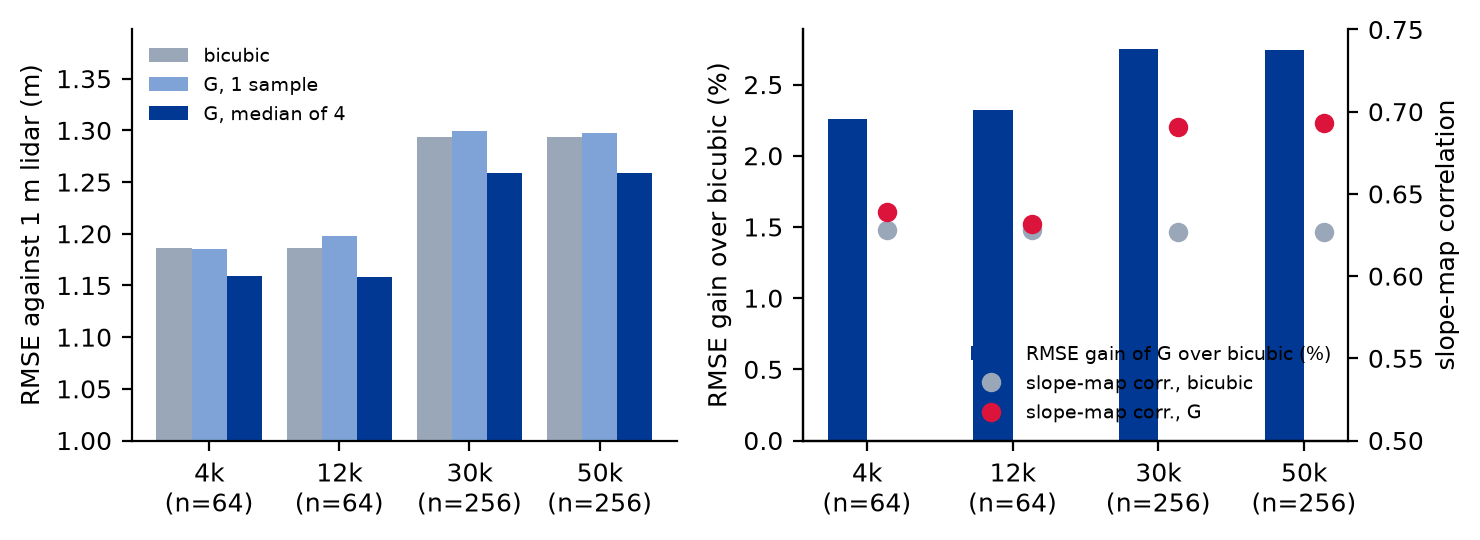 RMSE against 1 m lidar (m)
1.35
1.30
1.25
1.20
1.15
1.10
1.05
1.00
bicubic
G, 1 sample
G, median of 4
4k
(n=64)
12k
(n=64)
30k
(n=256)
50k
(n=256)
RMSE gain over bicubic (%)
2.5
2.0
1.5
1.0
0.5
0.0
RMSE gain of G over bicubic (%)
slope-map corr., bicubic
slope-map corr., G
4k
(n=64)
12k
(n=64)
30k
(n=256)
50k
(n=256)
0.75
0.70
0.65
0.60
0.55
0.50
slope-map correlation